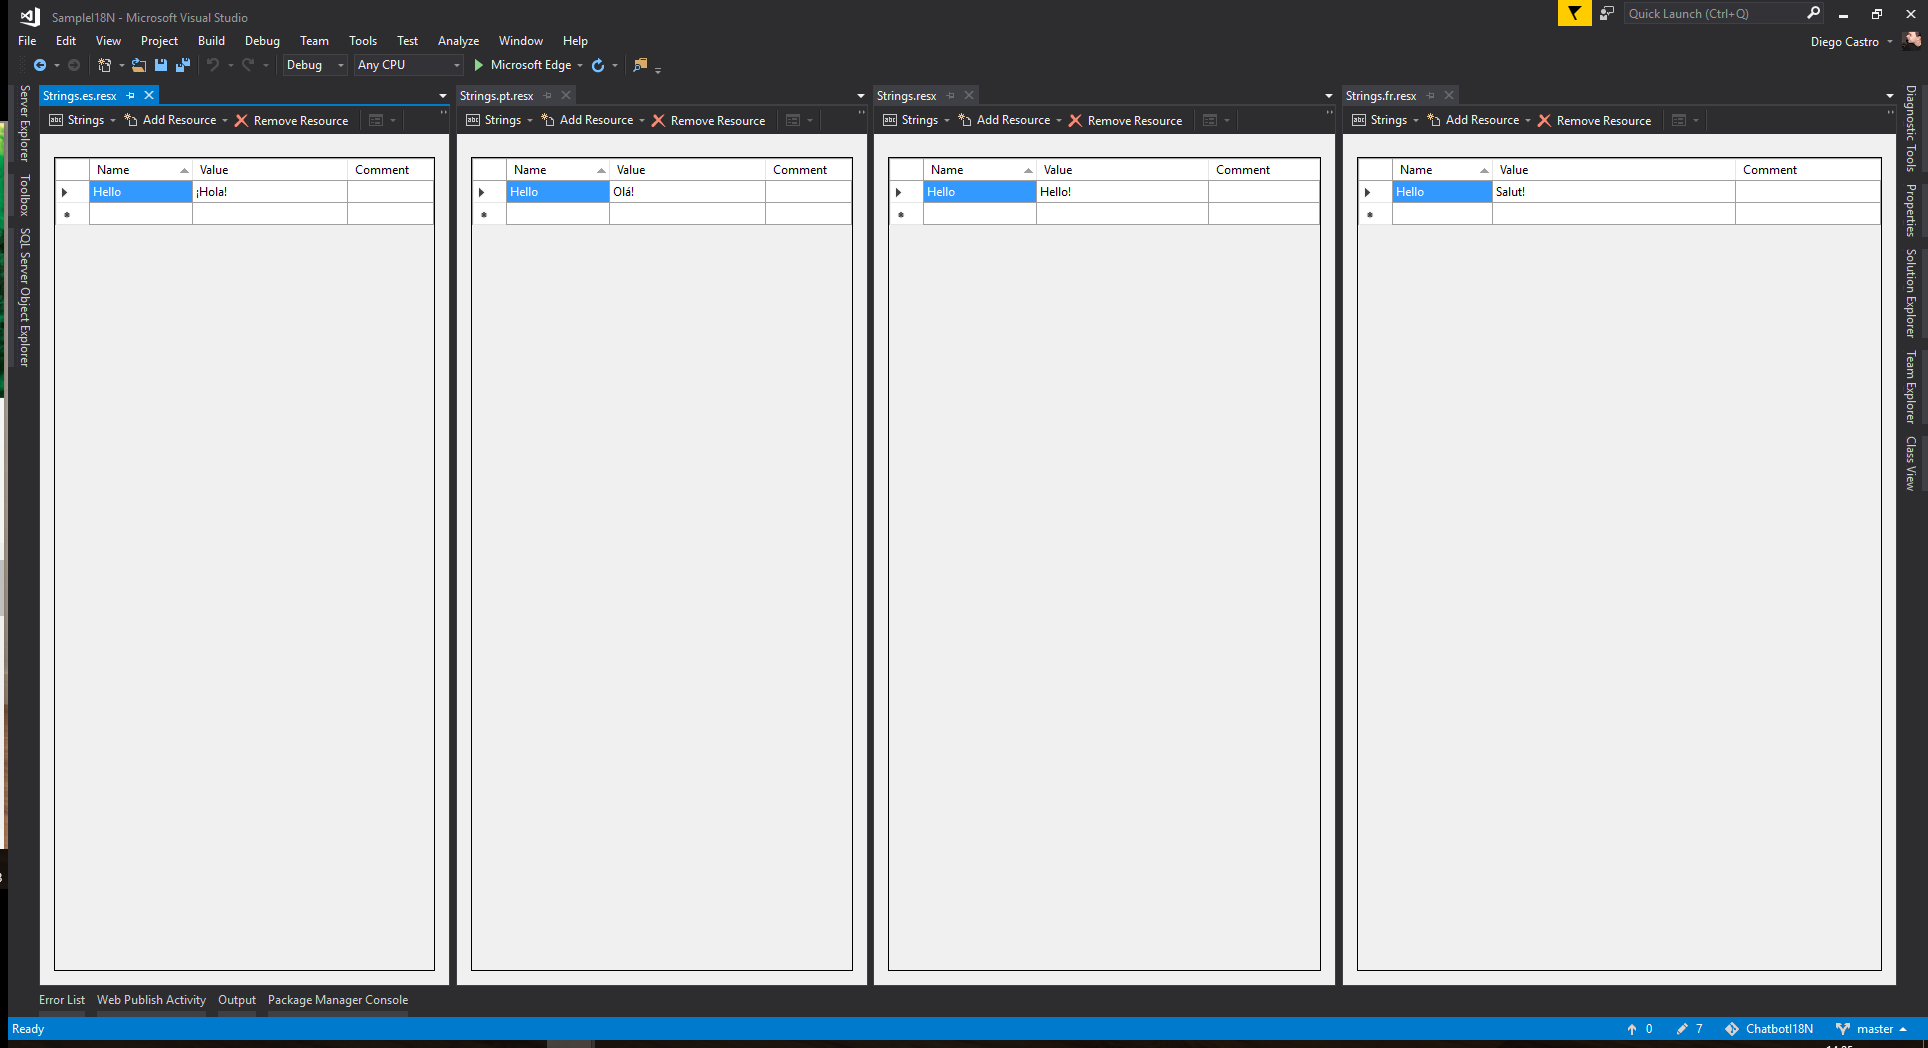 SampleI18N - Microsoft Visual Studio
Quick Launch (Ctrl+Q)
File Edit View Project Build Debug Team Tools Test Analyze Window Help
Diego Castro
Debug Any CPU Microsoft Edge
Server Explorer
Toolbox
SQL Server Object Explorer
Strings.es.resx
Strings Add Resource Remove Resource
Name Value Comment
Hello ¡Hola!
Strings.pt.resx
Strings Add Resource Remove Resource
Name Value Comment
Hello Olá!
Strings.resx
Strings Add Resource Remove Resource
Name Value Comment
Hello Hello!
Strings.fr.resx
Strings Add Resource Remove Resource
Name Value Comment
Hello Salut!
Diagnostic Tools
Properties
Solution Explorer
Team Explorer
Class View
Error List Web Publish Activity Output Package Manager Console
Ready
0 7 ChatbotI18N master